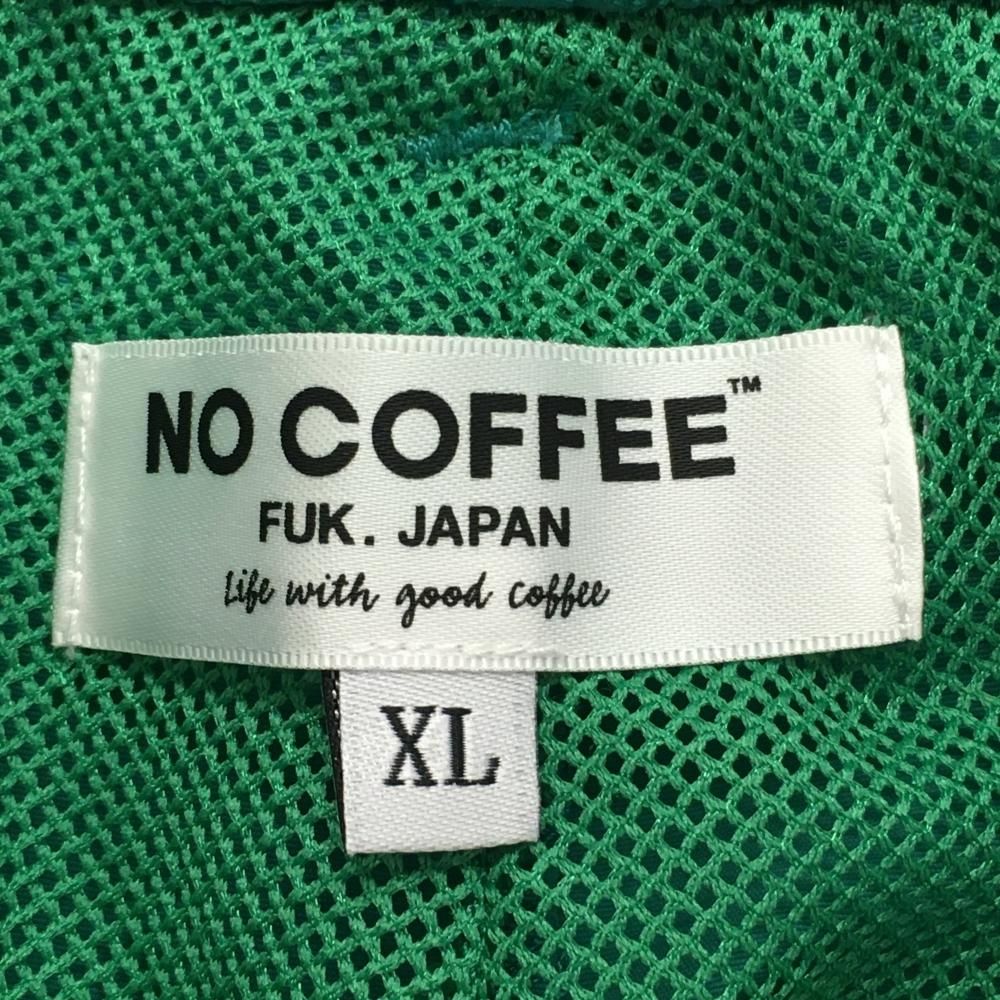 NO COFFEE™
FUK. JAPAN
Life with good coffee
XL